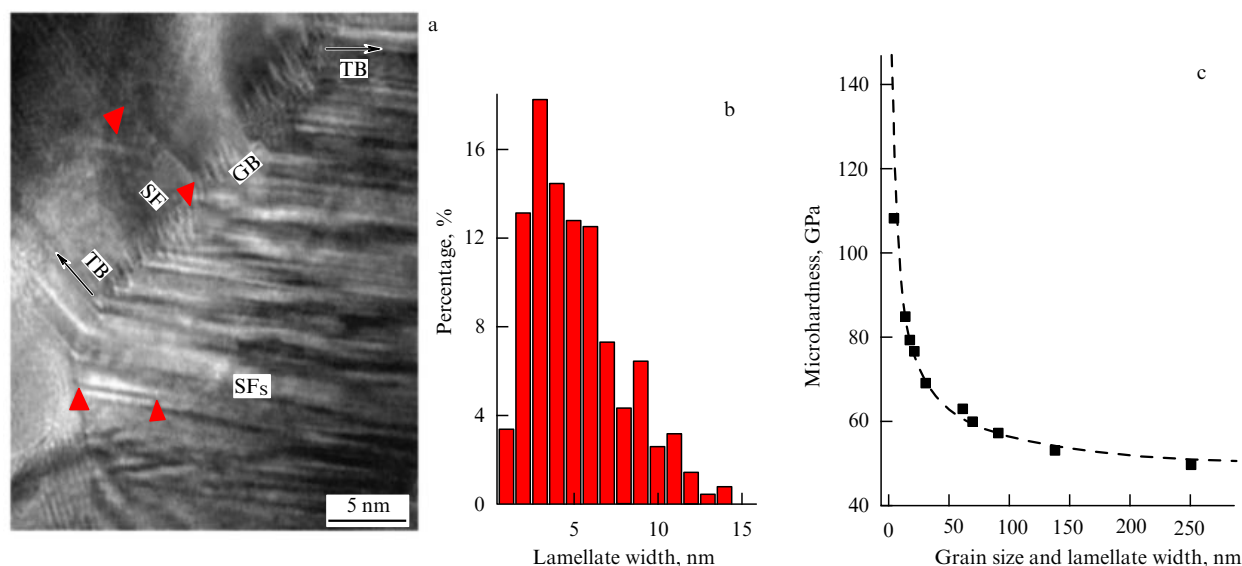 a
TB
GB
SF
TB
SFs
5 nm
b
Percentage, %
16
12
8
4
0
5
10
15
Lamellate width, nm
c
Microhardness, GPa
140
120
100
80
60
40
0
50
100
150
200
250
Grain size and lamellate width, nm